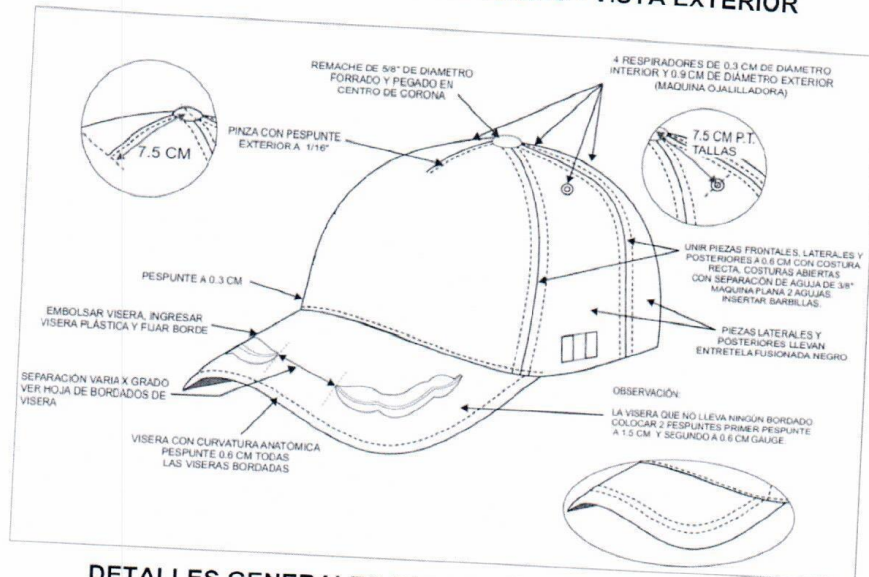 VISTA EXTERIOR
REMACHE DE 5/8" DE DIAMETRO
FORRADO Y PEGADO EN
CENTRO DE CORONA
4 RESPIRADORES DE 0.3 CM DE DIÁMETRO
INTERIOR Y 0.9 CM DE DIÁMETRO EXTERIOR
(MAQUINA OJALILLADORA)
7.5 CM
PINZA CON PESPUNTE
EXTERIOR A 1/16"
7.5 CM P.T.
TALLAS
PESPUNTE A 0.3 CM
UNIR PIEZAS FRONTALES, LATERALES Y
POSTERIORES A 0.6 CM CON COSTURA
RECTA, COSTURAS ABIERTAS
CON SEPARACIÓN DE AGUJA DE 3/8"
MAQUINA PLANA 2 AGUJAS.
INSERTAR BARBILLAS.
EMBOLSAR VISERA, INGRESAR
VISERA PLÁSTICA Y FIJAR BORDE
PIEZAS LATERALES Y
POSTERIORES LLEVAN
ENTRETELA FUSIONADA NEGRO
SEPARACIÓN VARIA X GRADO
VER HOJA DE BORDADOS DE
VISERA
OBSERVACIÓN:
LA VISERA QUE NO LLEVA NINGÚN BORDADO
COLOCAR 2 PESPUNTES PRIMER PESPUNTE
A 1.5 CM Y SEGUNDO A 0.6 CM GAUGE.
VISERA CON CURVATURA ANATÓMICA
PESPUNTE 0.6 CM TODAS
LAS VISERAS BORDADAS
DETALLES